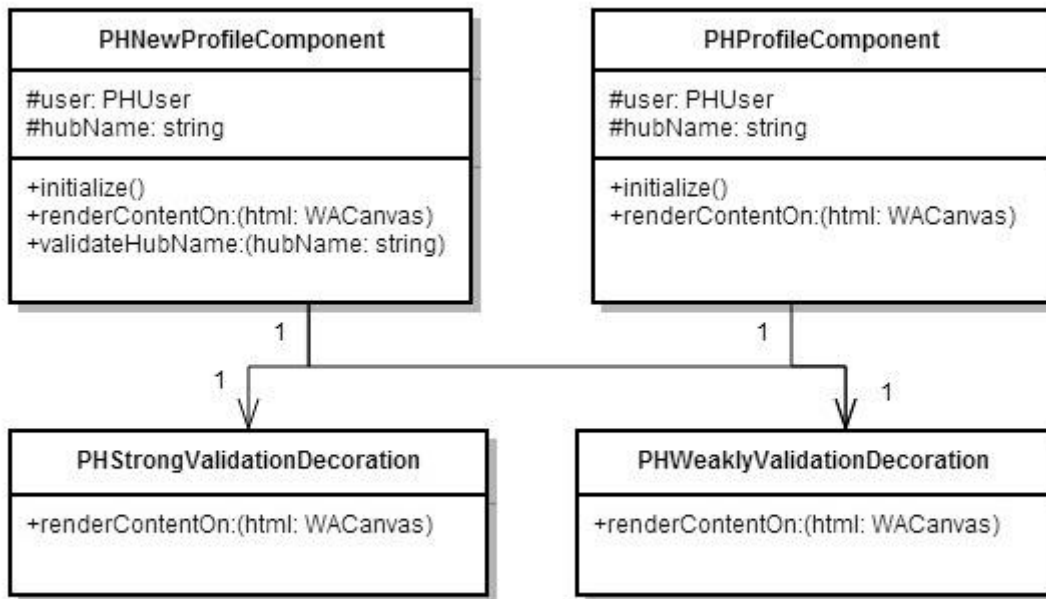 PHNewProfileComponent
#user: PHUser
#hubName: string
+initialize()
+renderContentOn:(html: WACanvas)
+validateHubName:(hubName: string)
PHProfileComponent
#user: PHUser
#hubName: string
+initialize()
+renderContentOn:(html: WACanvas)
1
1
1
1
PHStrongValidationDecoration
+renderContentOn:(html: WACanvas)
PHWeaklyValidationDecoration
+renderContentOn:(html: WACanvas)